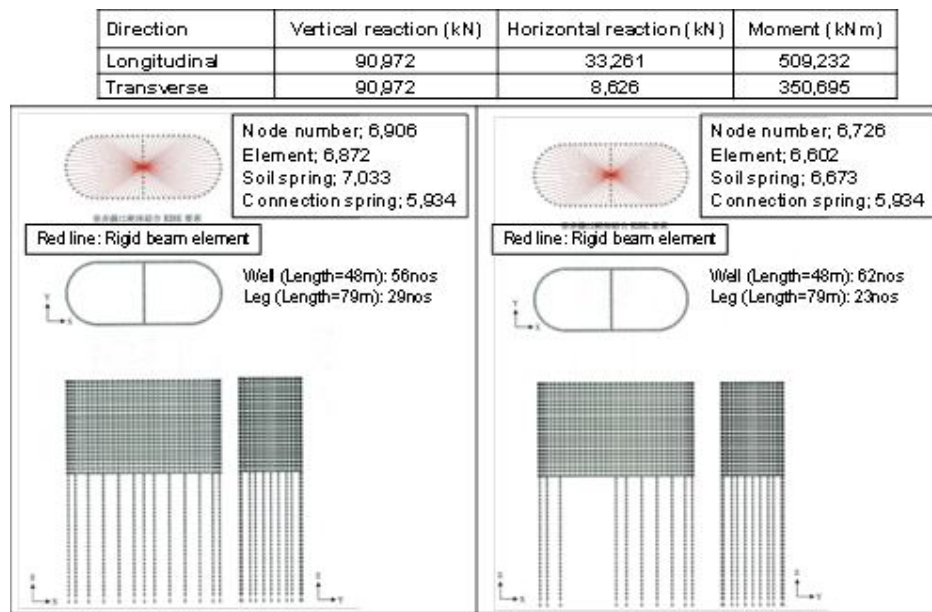 Direction Vertical reaction (kN) Horizontal reaction (kN) Moment (kNm)
Longitudinal 90,972 33,261 509,232
Transverse 90,972 8,626 350,695
Node number; 6,906
Element; 6,872
Soil spring; 7,033
Connection spring; 5,934
Red line: Rigid beam element
Well (Length=48m): 56nos
Leg (Length=79m): 29nos
Y
X
Node number; 6,726
Element; 6,602
Soil spring; 6,673
Connection spring; 5,934
Red line: Rigid beam element
Well (Length=48m): 62nos
Leg (Length=79m): 23nos
Y
X